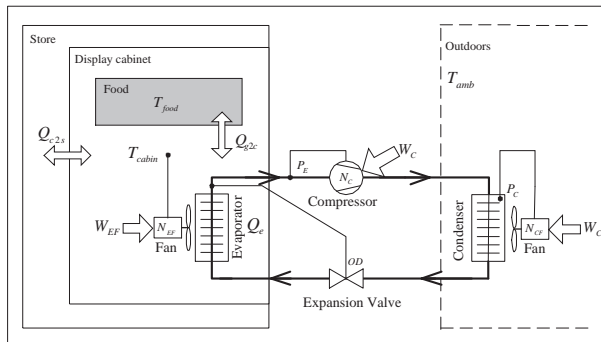 Store
Display cabinet
Food
T_food
Q_c2s
Q_g2c
T_cabin
W_EF
N_EF
Fan
Evaporator
Q_e
P_E
N_C
W_C
Compressor
OD
Expansion Valve
Outdoors
T_amb
P_C
Condenser
N_CF
Fan
W_C